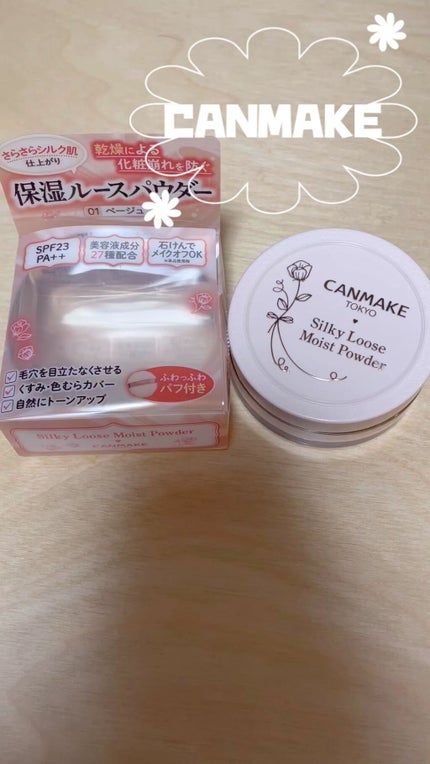 CANMAKE
さらさらシルク肌
仕上がり
乾燥による
化粧崩れを防ぐ
保湿ルースパウダー
01 ベージュ
SPF23
PA++
美容液成分
27種配合
石けんで
メイクオフOK
✓毛穴を目立たなくさせる
✓くすみ・色むらカバー
✓自然にトーンアップ
ふわっふわ
パフ付き
Silky Loose Moist Powder
CANMAKE
CANMAKE
TOKYO
Silky Loose
Moist Powder